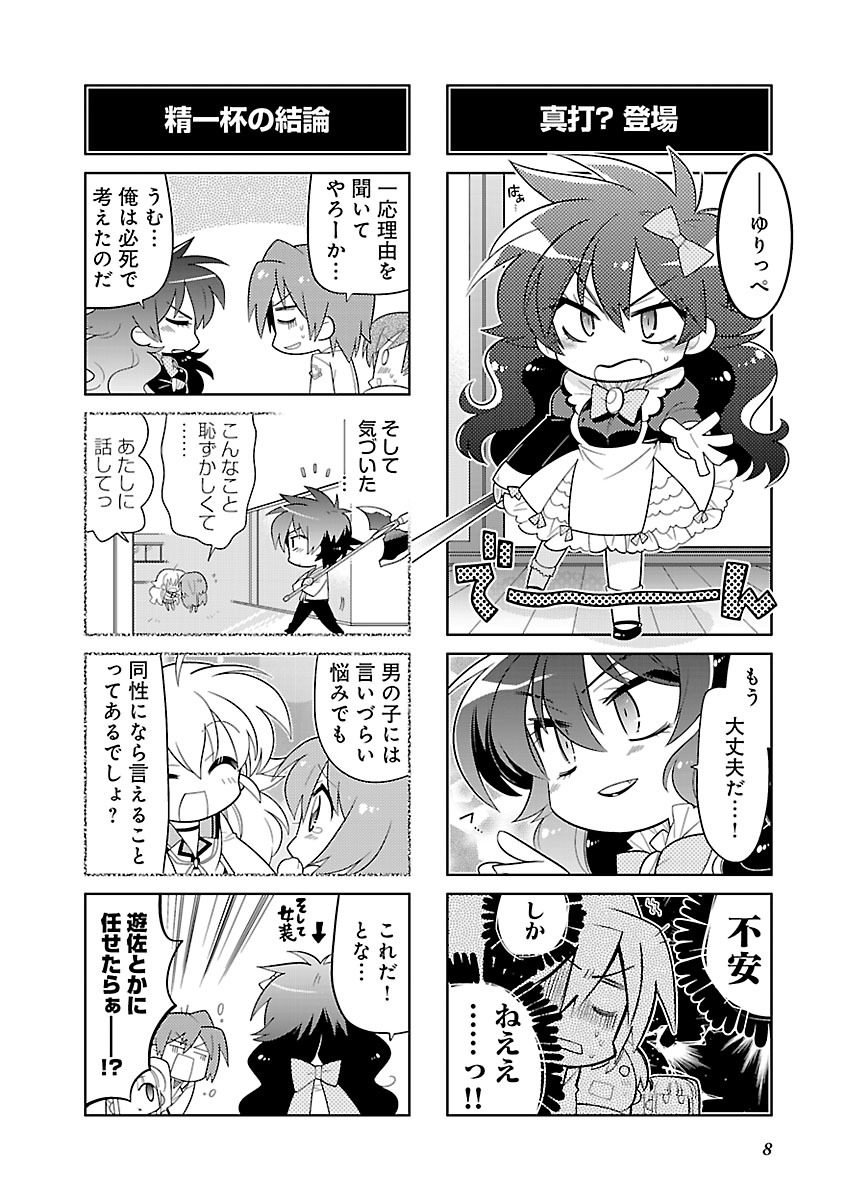 真打？ 登場
――ゆりっぺ
はぁ
で――――ん
もう
大丈夫だ…！
不安
しか
ねえぇ
……っ!!
精一杯の結論
一応理由を
聞いて
やろーか…
うむ…
俺は必死で
考えたのだ
そして
気づいた…
こんなこと
恥ずかしくて
……
あたしに
話してっ
男の子には
言いづらい
悩みでも
同性になら言えること
ってあるでしょ？
これだ！
とな…
そして
女装
遊佐とかに
任せたらぁ――!?
8